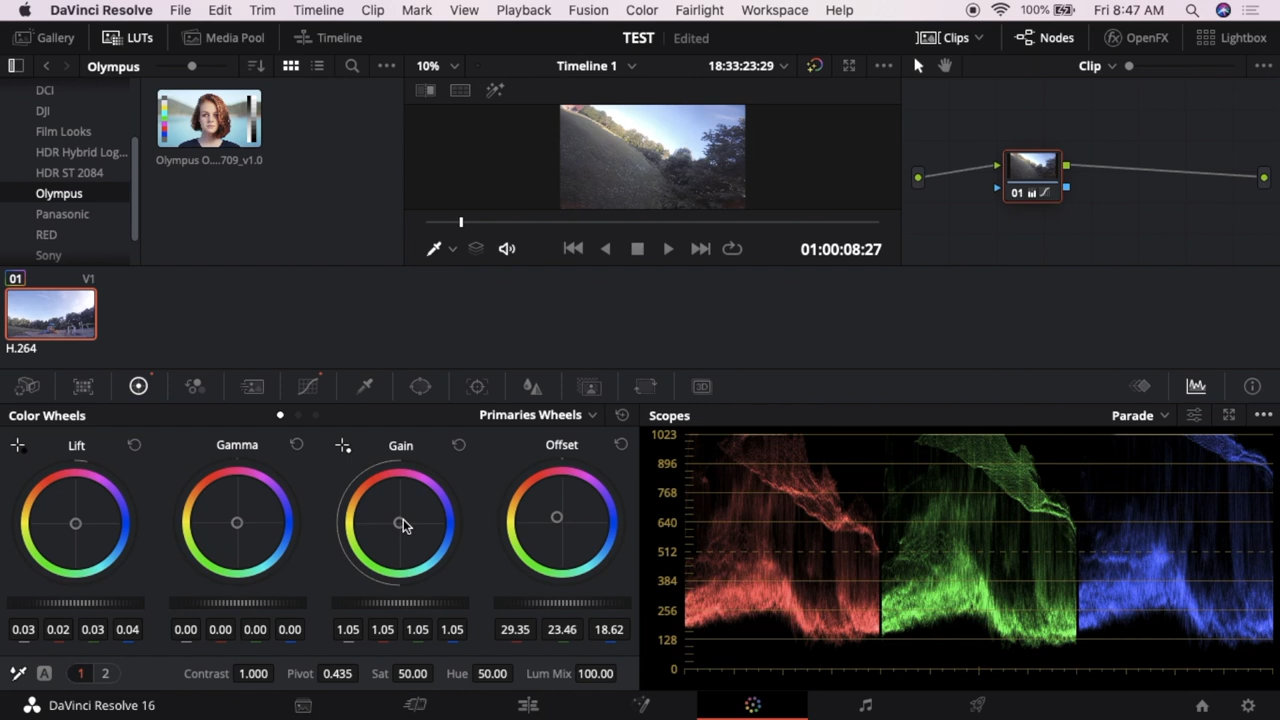 DaVinci Resolve File Edit Trim Timeline Clip Mark View Playback Fusion Color Fairlight Workspace Help 100% Fri 8:47 AM
Gallery LUTs Media Pool Timeline TEST Edited Clips Nodes OpenFX Lightbox
Olympus 10% Timeline 1 18:33:23:29 Clip
DCI
DJI
Film Looks
HDR Hybrid Log...
HDR ST 2084
Olympus
Panasonic
RED
Sony
Olympus O....709_v1.0
01
01:00:08:27
01 V1
H.264
Color Wheels Primaries Wheels Scopes Parade
Lift Gamma Gain Offset
0.03 0.02 0.03 0.04 0.00 0.00 0.00 0.00 1.05 1.05 1.05 1.05 29.35 23.46 18.62
A 1 2 Contrast 1.000 Pivot 0.435 Sat 50.00 Hue 50.00 Lum Mix 100.00
1023
896
768
640
512
384
256
128
0
DaVinci Resolve 16